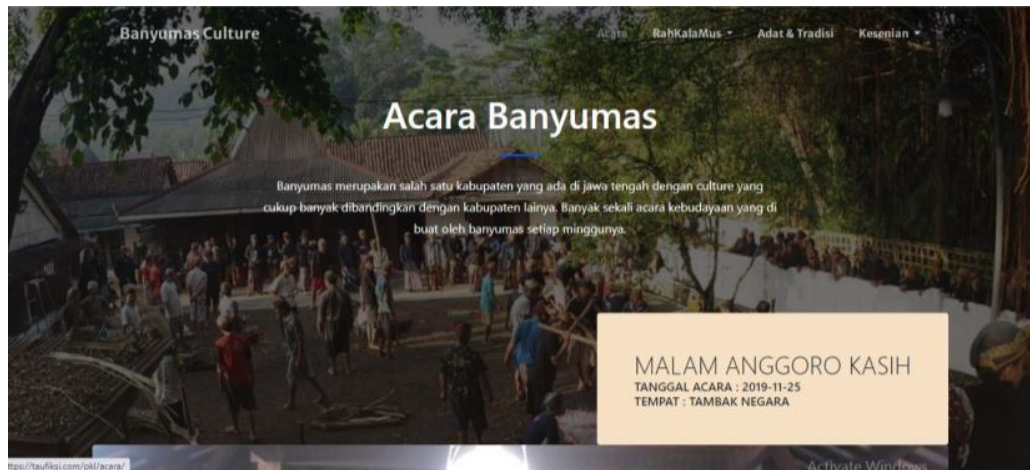 Banyumas Culture
Acara RahKalaMus Adat & Tradisi Kesenian
Acara Banyumas
Banyumas merupakan salah satu kabupaten yang ada di jawa tengah dengan culture yang
cukup banyak dibandingkan dengan kabupaten lainya. Banyak sekali acara kebudayaan yang di
buat oleh banyumas setiap minggunya.
MALAM ANGGORO KASIH
TANGGAL ACARA : 2019-11-25
TEMPAT : TAMBAK NEGARA
Activate Windows
ttps://taufiksi.com/pkl/acara/